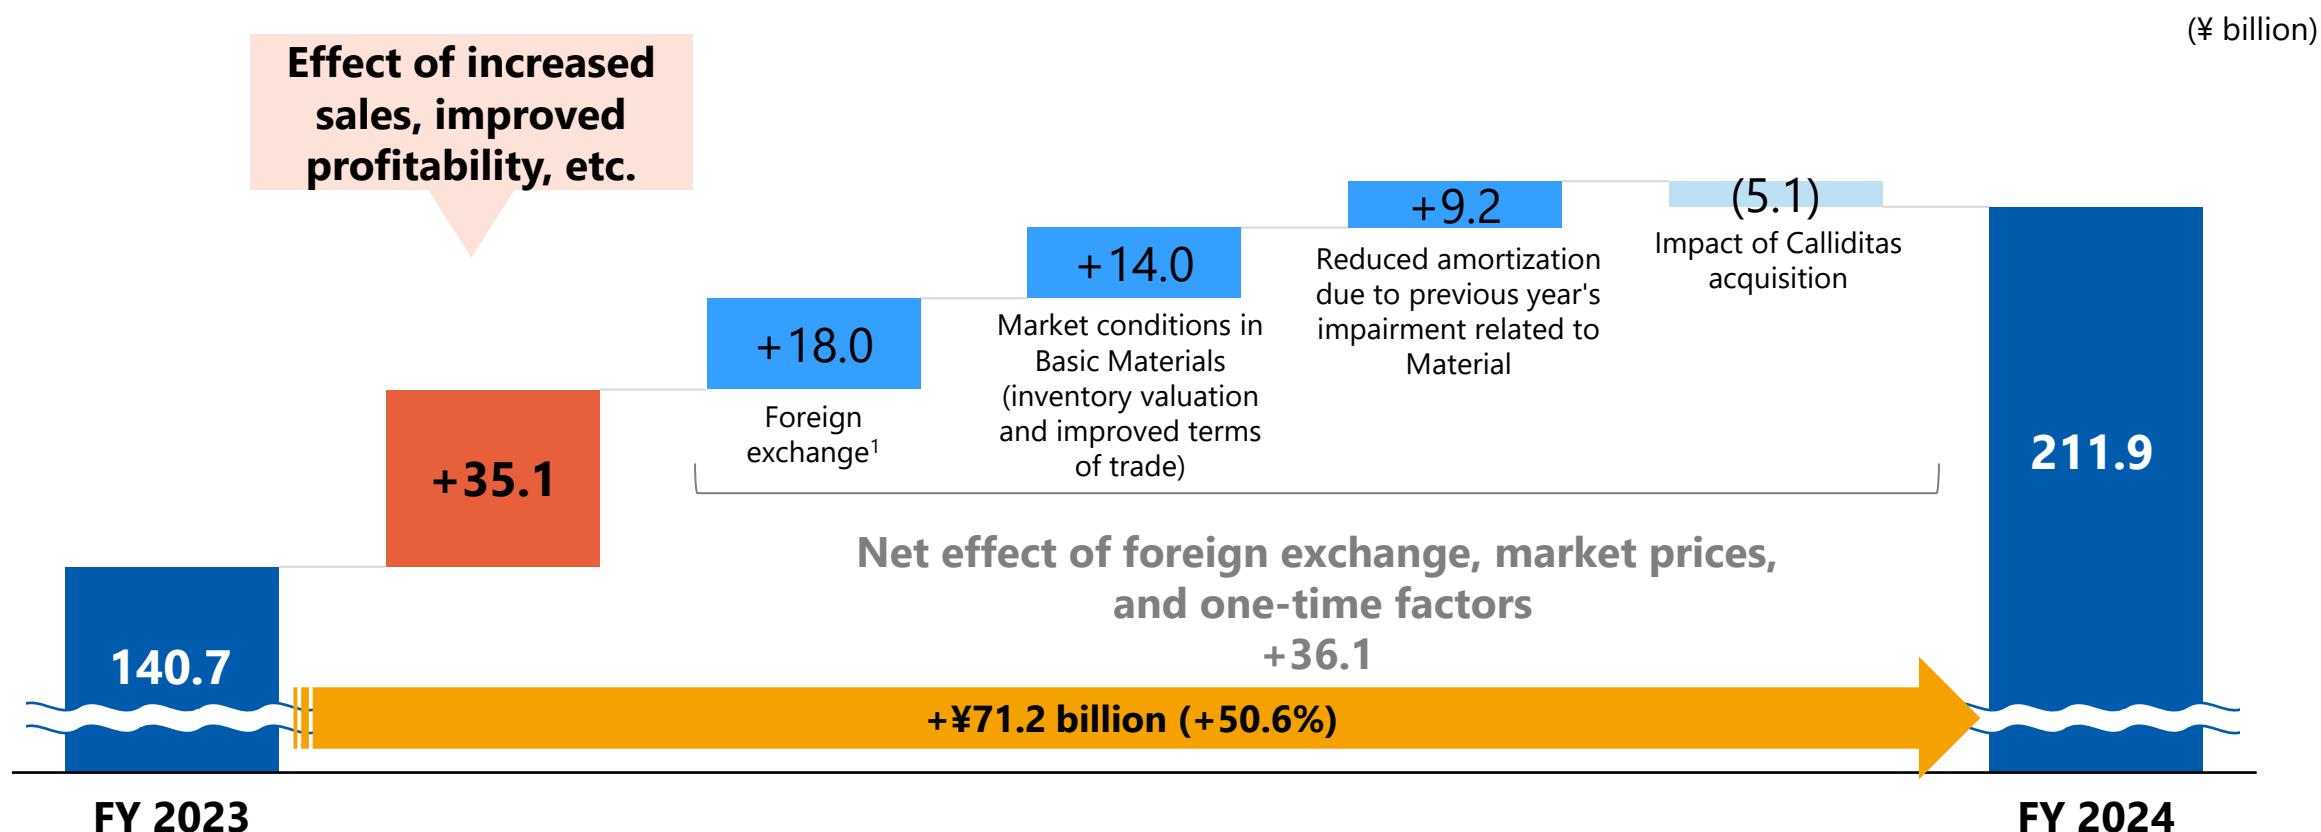 (¥ billion)
Effect of increased
sales, improved
profitability, etc.
+35.1
+18.0
Foreign
exchange¹
+14.0
Market conditions in
Basic Materials
(inventory valuation
and improved terms
of trade)
+9.2
Reduced amortization
due to previous year's
impairment related to
Material
(5.1)
Impact of Calliditas
acquisition
140.7
211.9
Net effect of foreign exchange, market prices,
and one-time factors
+36.1
+¥71.2 billion (+50.6%)
FY 2023
FY 2024